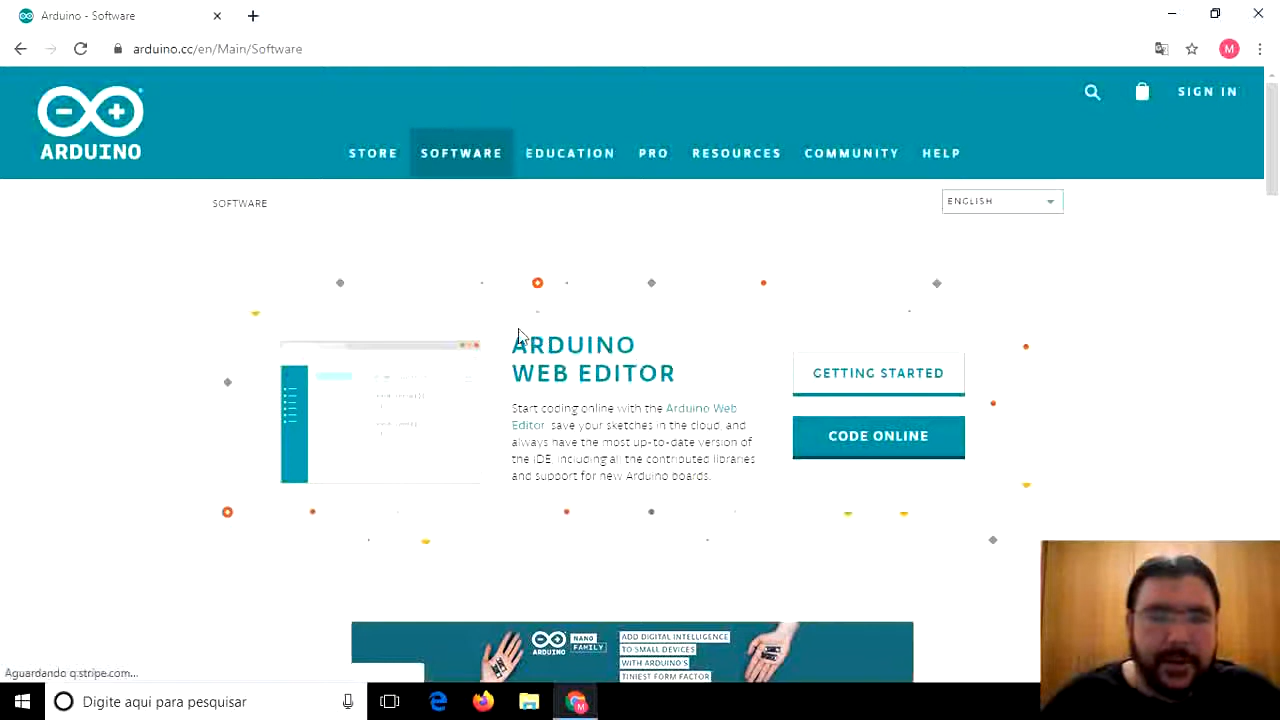 Arduino - Software
arduino.cc/en/Main/Software
M
SIGN IN
ARDUINO
STORE
SOFTWARE
EDUCATION
PRO
RESOURCES
COMMUNITY
HELP
SOFTWARE
ENGLISH
ARDUINO
WEB EDITOR
Start coding online with the Arduino Web
Editor, save your sketches in the cloud, and
always have the most up-to-date version of
the IDE, including all the contributed libraries
and support for new Arduino boards.
GETTING STARTED
CODE ONLINE
ARDUINO
NANO
FAMILY
ADD DIGITAL INTELLIGENCE
TO SMALL DEVICES
WITH ARDUINO'S
TINIEST FORM FACTOR
Aguardando q.stripe.com...
Digite aqui para pesquisar
M